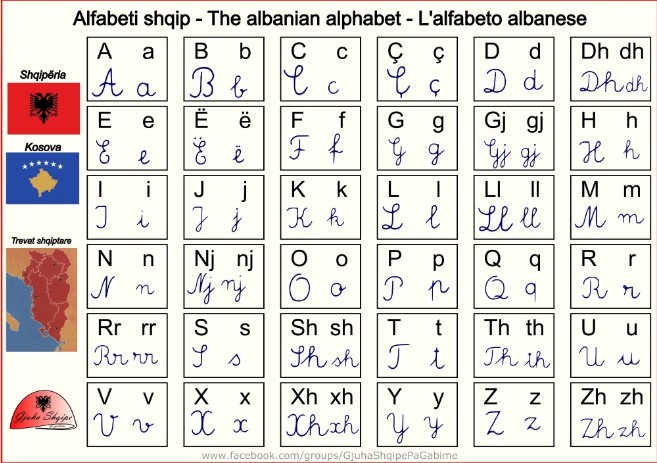 Alfabeti shqip - The albanian alphabet - L'alfabeto albanese
Shqipëria
Kosova
Trevat shqiptare
Gjuha Shqipe
A a B b C c Ç ç D d Dh dh
A a B b C c Ç ç D d Dh dh
E e Ë ë F f G g Gj gj H h
E e Ë ë F f G g Gj gj H h
I i J j K k L l Ll ll M m
I i J j K k L l Ll ll M m
N n Nj nj O o P p Q q R r
N n Nj nj O o P p Q q R r
Rr rr S s Sh sh T t Th th U u
Rr rr S s Sh sh T t Th th U u
V v X x Xh xh Y y Z z Zh zh
V v X x Xh xh Y y Z z Zh zh
www.facebook.com/groups/GjuhaShqipePaGabime